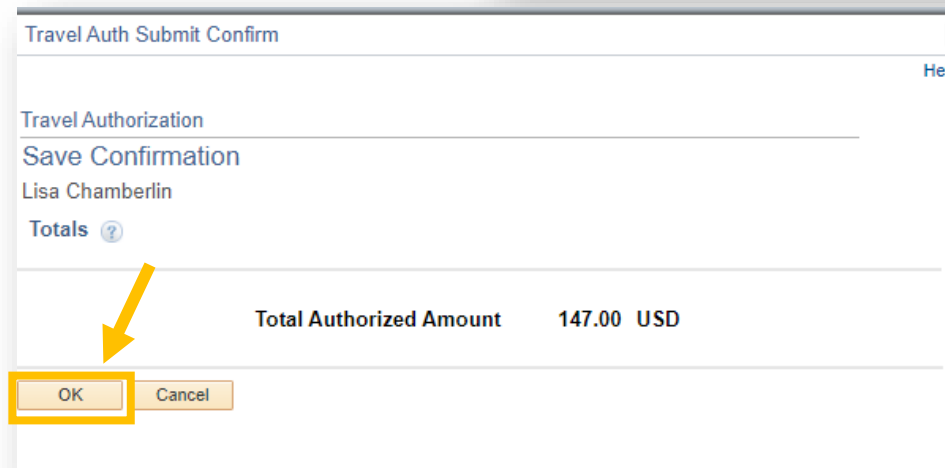 Travel Auth Submit Confirm
He
Travel Authorization
Save Confirmation
Lisa Chamberlin
Totals ?
Total Authorized Amount 147.00 USD
OK Cancel